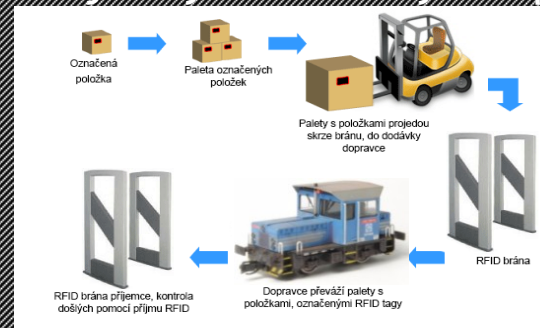 Označená
položka
Paleta označených
položek
Palety s položkami projedou
skrze bránu, do dodávky
dopravce
RFID brána
Dopravce převáží palety s
položkami, označenými RFID tagy
RFID brána příjemce, kontrola
došlých pomocí příjmu RFID